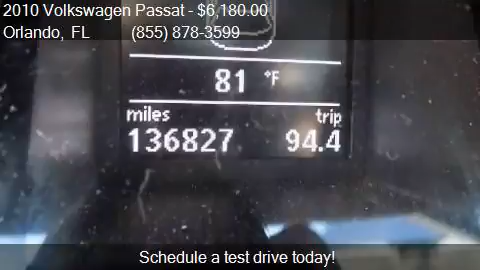 2010 Volkswagen Passat - $6,180.00
Orlando, FL (855) 878-3599
81 °F
miles trip
136827 94.4
Schedule a test drive today!